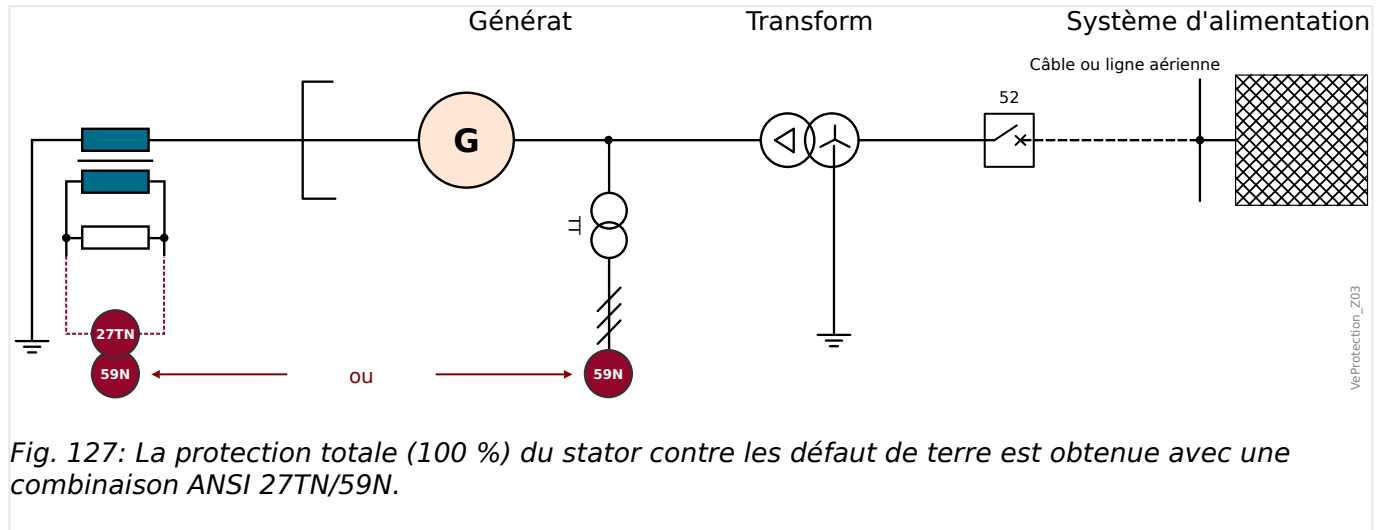 Générat
Transform
Système d'alimentation
Câble ou ligne aérienne
52
G
TT
27TN
59N
ou
59N
VeProtection_Z03
Fig. 127: La protection totale (100 %) du stator contre les défaut de terre est obtenue avec une
combinaison ANSI 27TN/59N.